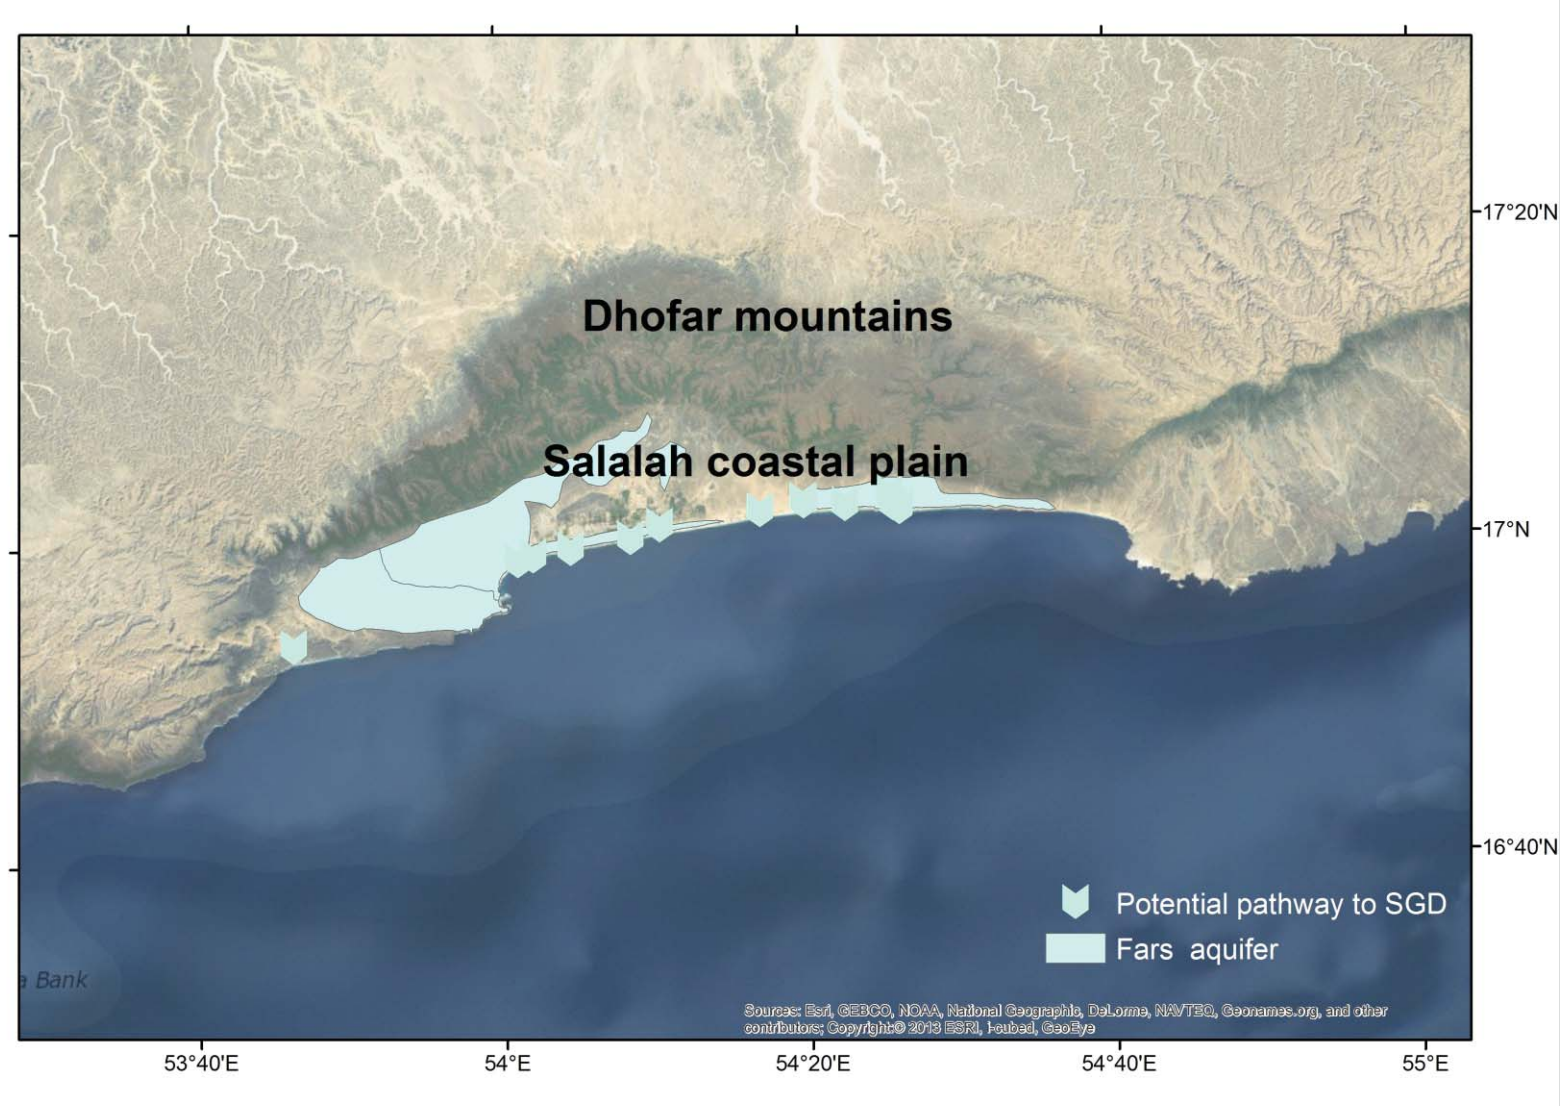 Dhofar mountains
Salalah coastal plain
17°20'N
17°N
16°40'N
Potential pathway to SGD
Fars aquifer
a Bank
Sources: Esri, GEBCO, NOAA, National Geographic, DeLorme, NAVTEQ, Geonames.org, and other
contributors; Copyright:© 2013 ESRI, i-cubed, GeoEye
53°40'E
54°E
54°20'E
54°40'E
55°E